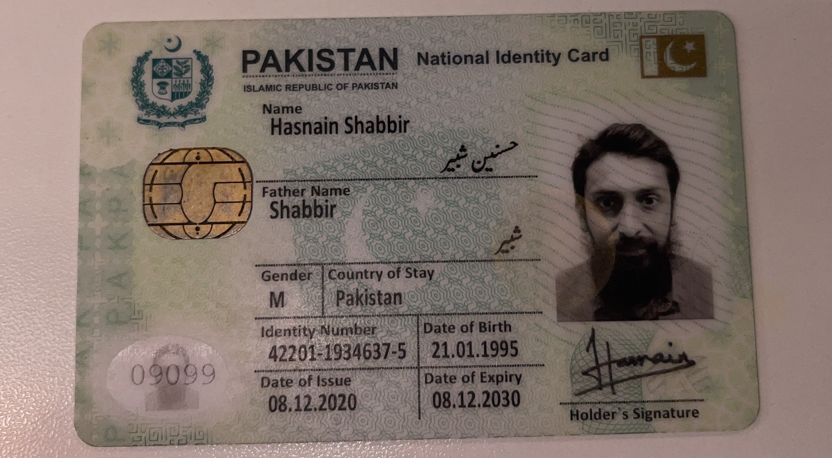 PAKISTAN National Identity Card
ISLAMIC REPUBLIC OF PAKISTAN
Name
Hasnain Shabbir
حسنین شبیر
Father Name
Shabbir
شبیر
Gender Country of Stay
M Pakistan
Identity Number Date of Birth
42201-1934637-5 21.01.1995
Date of Issue Date of Expiry
08.12.2020 08.12.2030
09099
Hasnain
Holder's Signature